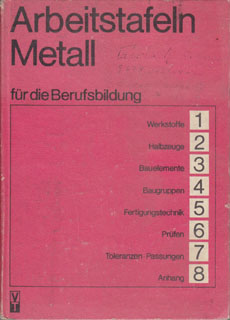 Arbeitstafeln
Metall
für die Berufsbildung
Werkstoffe 1
Halbzeuge 2
Bauelemente 3
Baugruppen 4
Fertigungstechnik 5
Prüfen 6
Toleranzen Passungen 7
Anhang 8
VT